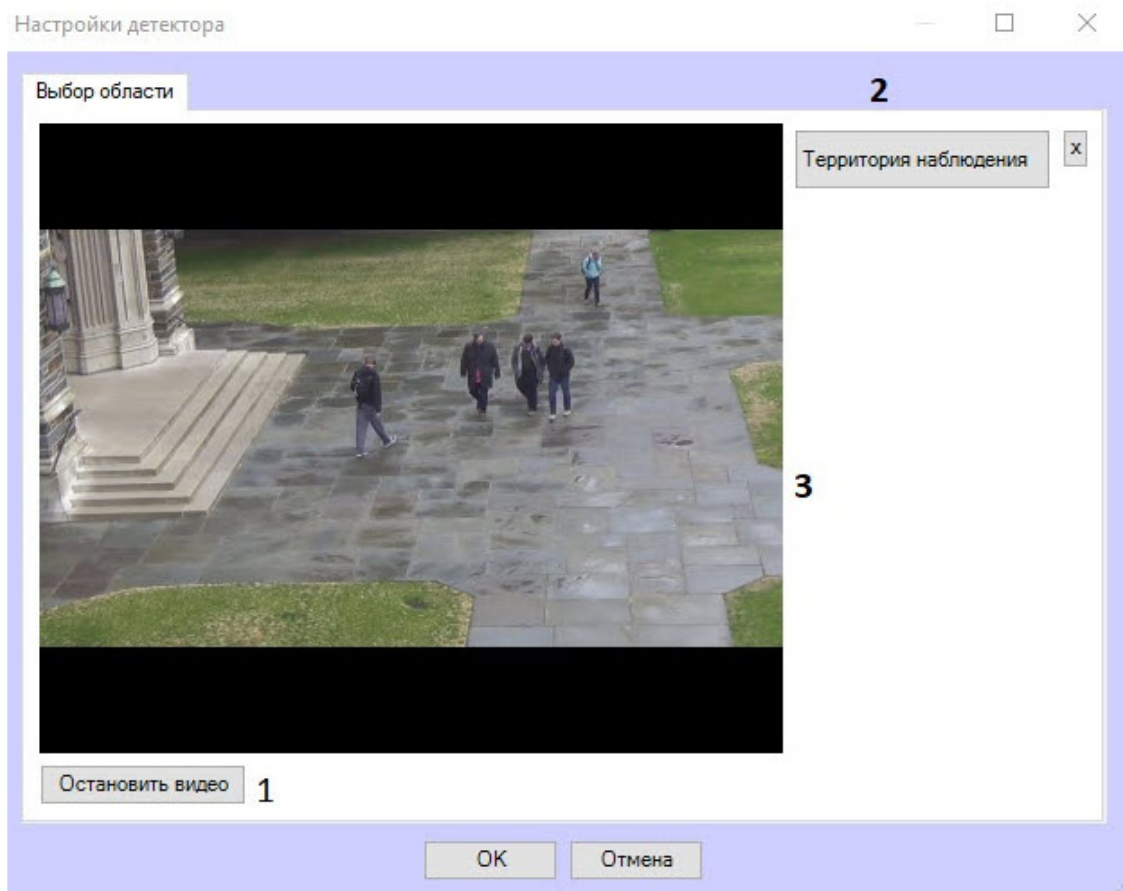 Настройки детектора
Выбор области
2
Территория наблюдения
x
3
Остановить видео
1
OK
Отмена